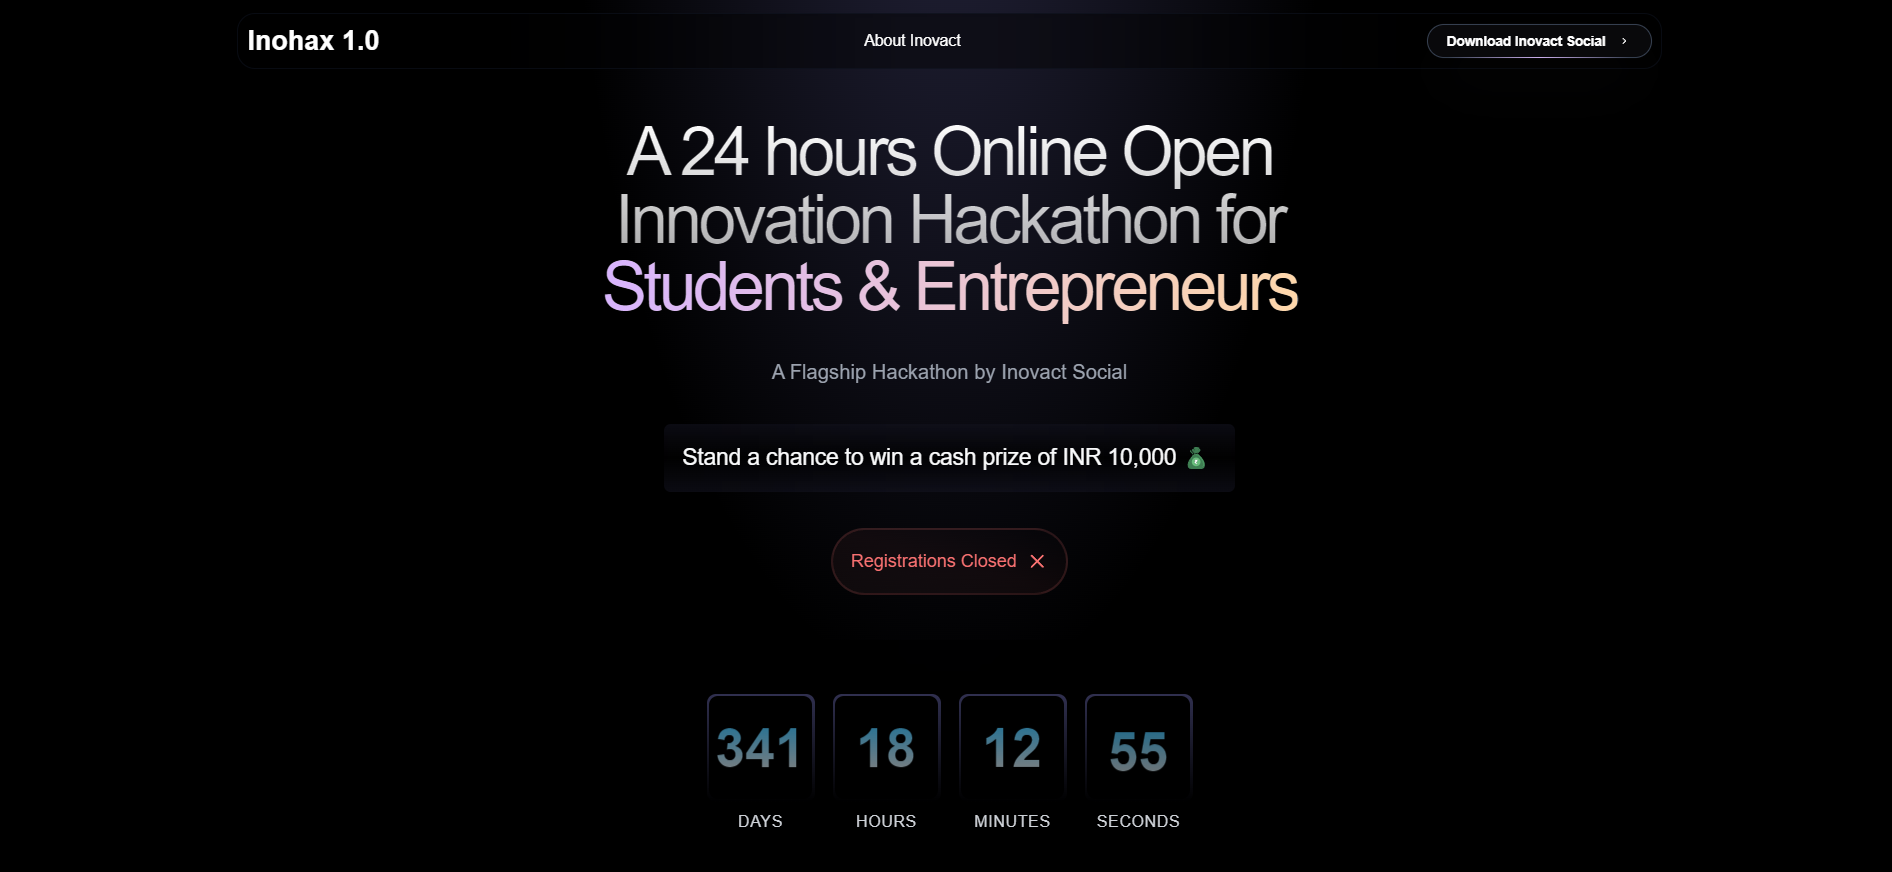 Inohax 1.0
About Inovact
Download Inovact Social
A 24 hours Online Open
Innovation Hackathon for
Students & Entrepreneurs
A Flagship Hackathon by Inovact Social
Stand a chance to win a cash prize of INR 10,000 💰
Registrations Closed
341 18 12 55
DAYS HOURS MINUTES SECONDS